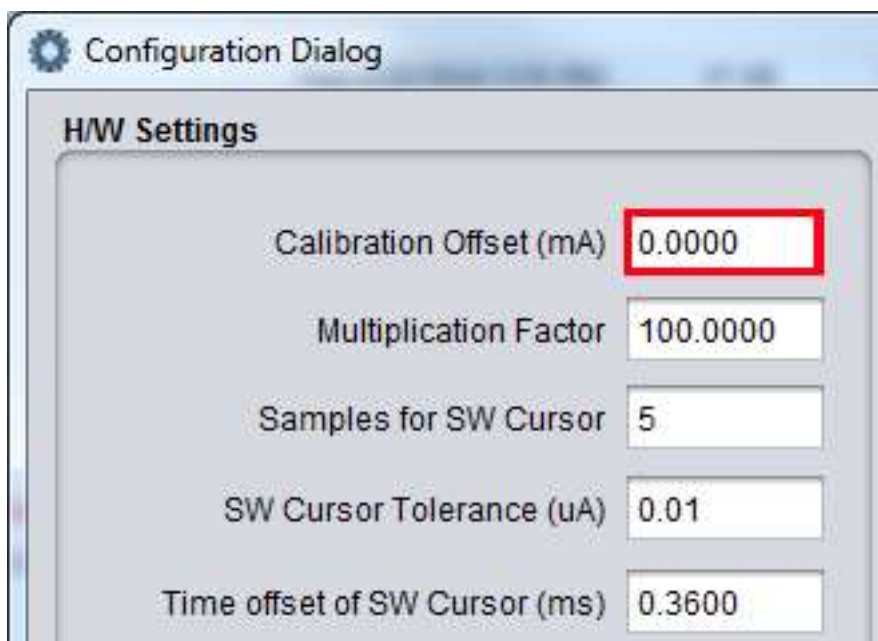 Configuration Dialog
H/W Settings
Calibration Offset (mA) 0.0000
Multiplication Factor 100.0000
Samples for SW Cursor 5
SW Cursor Tolerance (uA) 0.01
Time offset of SW Cursor (ms) 0.3600